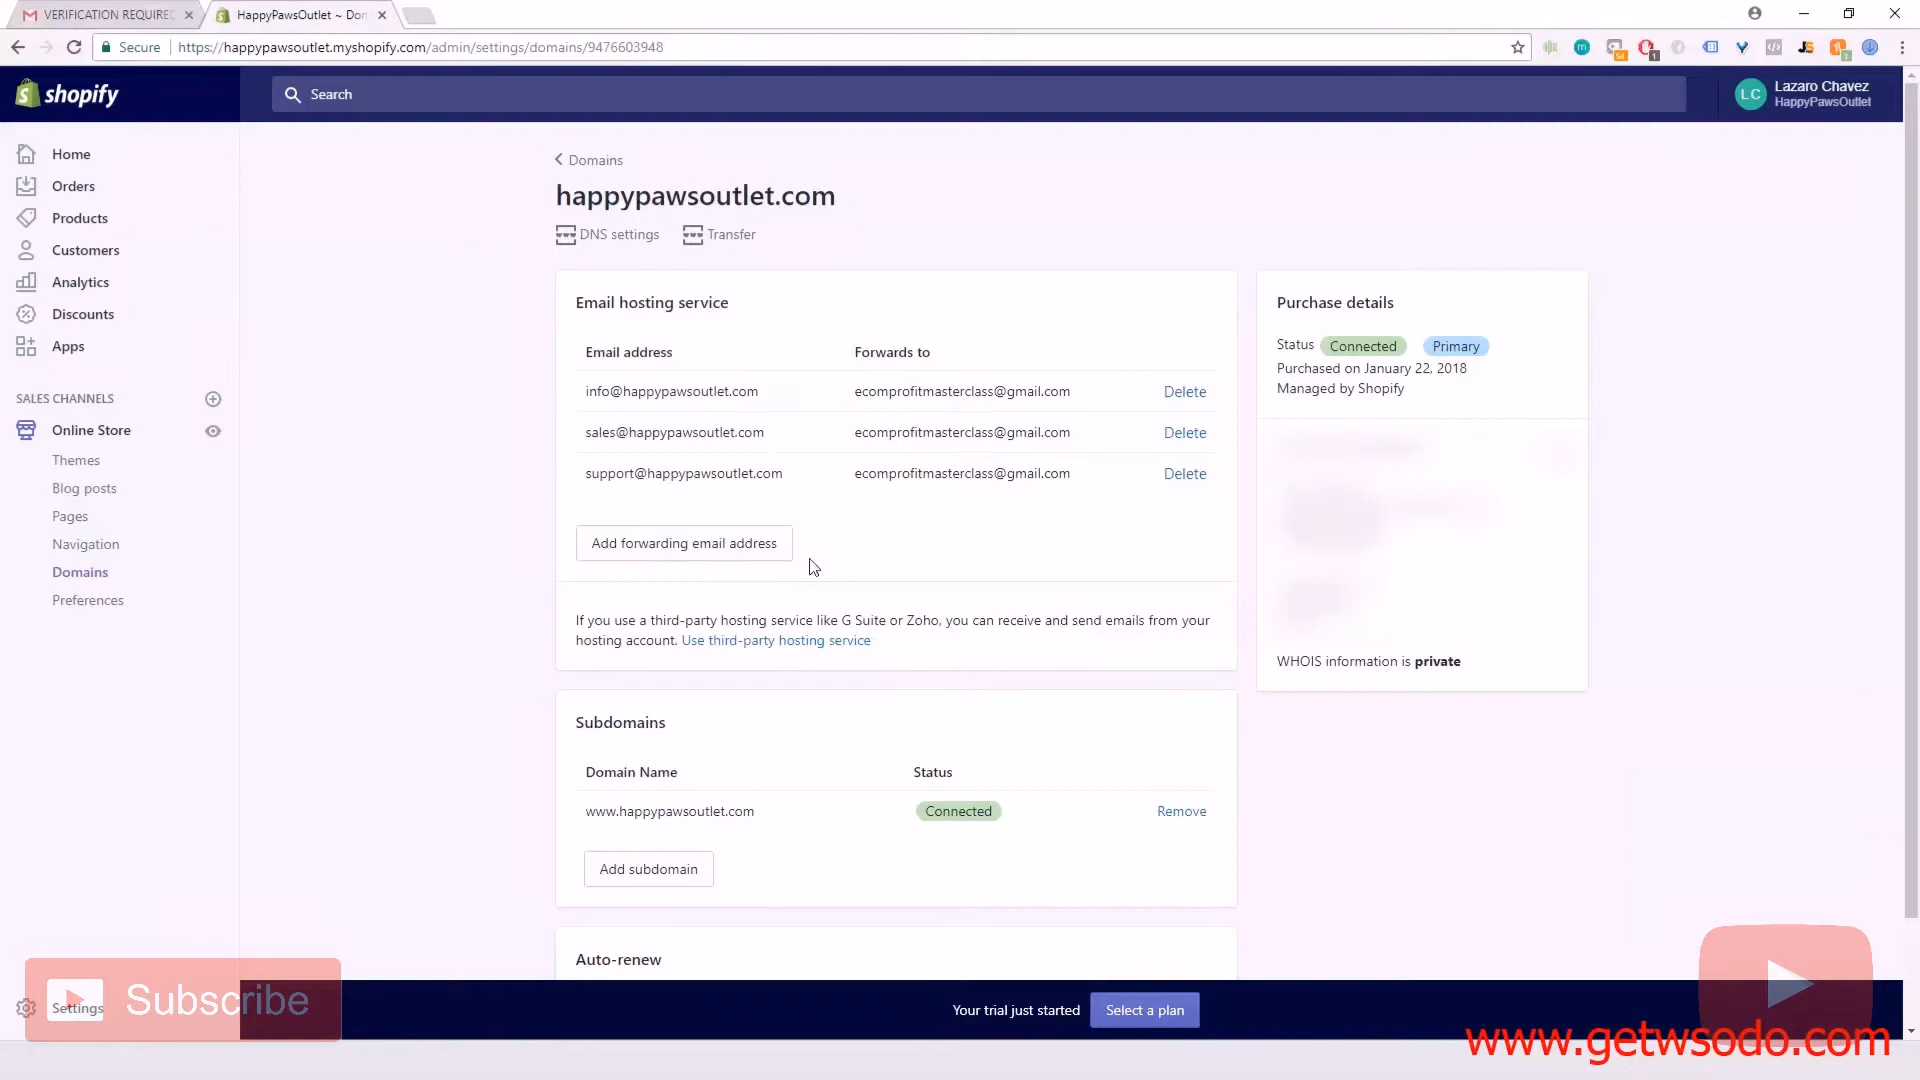 VERIFICATION REQUIRED
HappyPawsOutlet ~ Don
Secure
https://happypawsoutlet.myshopify.com/admin/settings/domains/9476603948
shopify
Search
LC
Lazaro Chavez
HappyPawsOutlet
Home
Orders
Products
Customers
Analytics
Discounts
Apps
SALES CHANNELS
Online Store
Themes
Blog posts
Pages
Navigation
Domains
Preferences
Settings
Domains
happypawsoutlet.com
DNS settings
Transfer
Email hosting service
Email address Forwards to
info@happypawsoutlet.com ecomprofitmasterclass@gmail.com Delete
sales@happypawsoutlet.com ecomprofitmasterclass@gmail.com Delete
support@happypawsoutlet.com ecomprofitmasterclass@gmail.com Delete
Add forwarding email address
If you use a third-party hosting service like G Suite or Zoho, you can receive and send emails from your
hosting account. Use third-party hosting service
Subdomains
Domain Name Status
www.happypawsoutlet.com Connected Remove
Add subdomain
Auto-renew
Purchase details
Status Connected Primary
Purchased on January 22, 2018
Managed by Shopify
WHOIS information is private
Subscribe
Your trial just started Select a plan
www.getwsodo.com